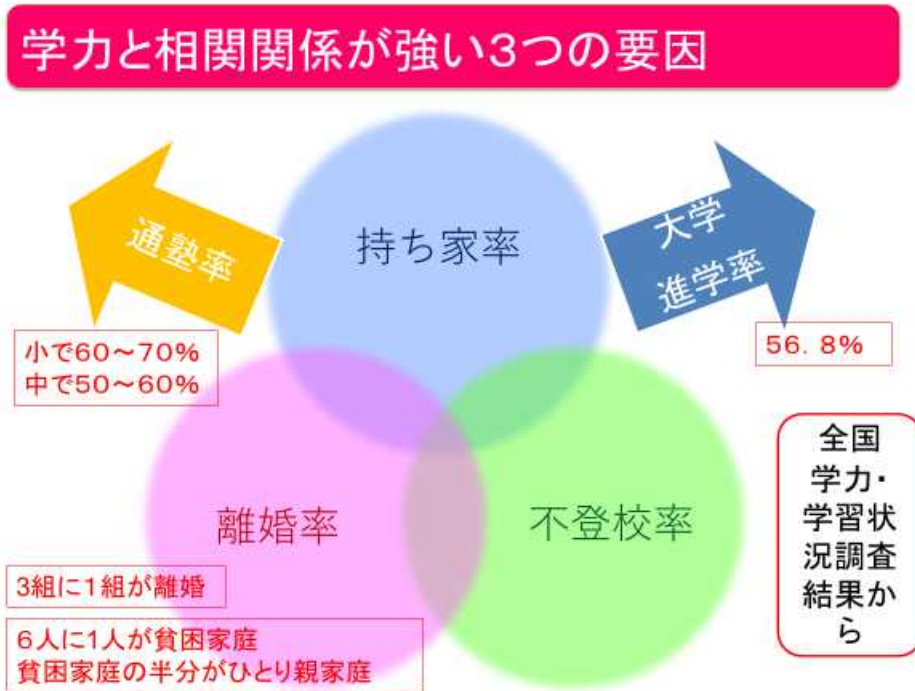 学力と相関関係が強い3つの要因
通塾率
持ち家率
大学
進学率
小で60～70%
中で50～60%
56.8%
離婚率
不登校率
全国
学力・
学習状
況調査
結果か
ら
3組に1組が離婚
6人に1人が貧困家庭
貧困家庭の半分がひとり親家庭